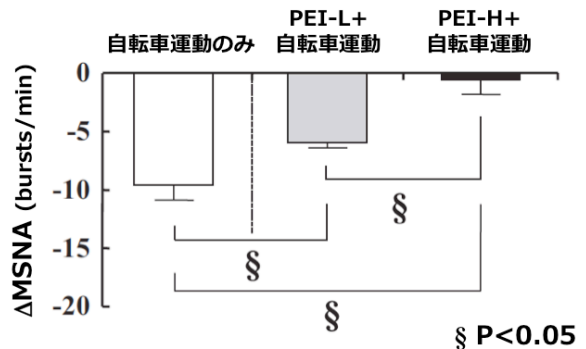 自転車運動のみ
PEI-L+
自転車運動
PEI-H+
自転車運動
ΔMSNA (bursts/min)
0
-5
-10
-15
-20
§
§
§
§ P<0.05